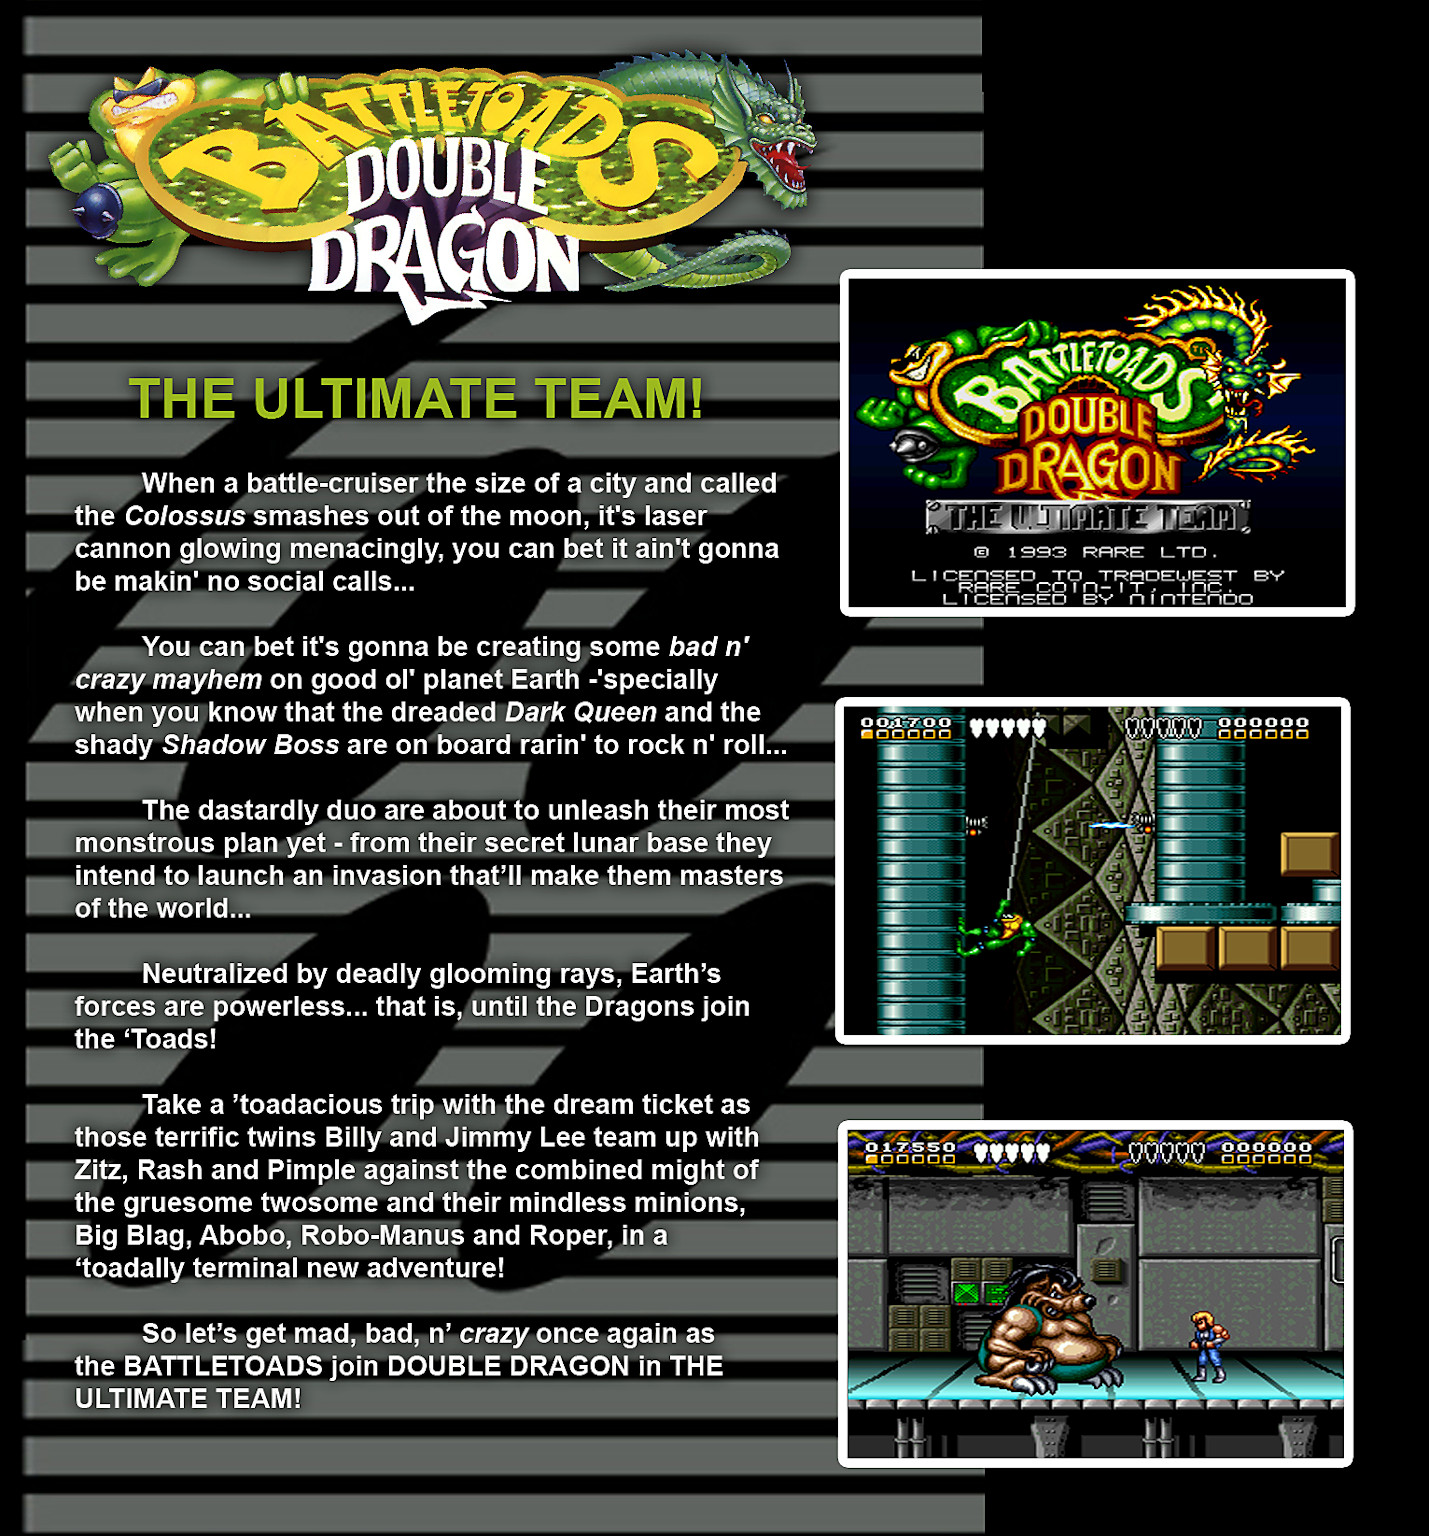 BATTLETOADS
DOUBLE
DRAGON
THE ULTIMATE TEAM!
When a battle-cruiser the size of a city and called
the Colossus smashes out of the moon, it's laser
cannon glowing menacingly, you can bet it ain't gonna
be makin' no social calls...
You can bet it's gonna be creating some bad n'
crazy mayhem on good ol' planet Earth -'specially
when you know that the dreaded Dark Queen and the
shady Shadow Boss are on board rarin' to rock n' roll...
The dastardly duo are about to unleash their most
monstrous plan yet - from their secret lunar base they
intend to launch an invasion that’ll make them masters
of the world...
Neutralized by deadly glooming rays, Earth’s
forces are powerless... that is, until the Dragons join
the ‘Toads!
Take a ’toadacious trip with the dream ticket as
those terrific twins Billy and Jimmy Lee team up with
Zitz, Rash and Pimple against the combined might of
the gruesome twosome and their mindless minions,
Big Blag, Abobo, Robo-Manus and Roper, in a
‘toadally terminal new adventure!
So let’s get mad, bad, n’ crazy once again as
the BATTLETOADS join DOUBLE DRAGON in THE
ULTIMATE TEAM!
BATTLETOADS
DOUBLE
DRAGON
THE ULTIMATE TEAM
© 1993 RARE LTD.
LICENSED TO TRADEWEST BY
RARE COIN-IT, INC.
LICENSED BY NINTENDO
001700 000000
017550 000000